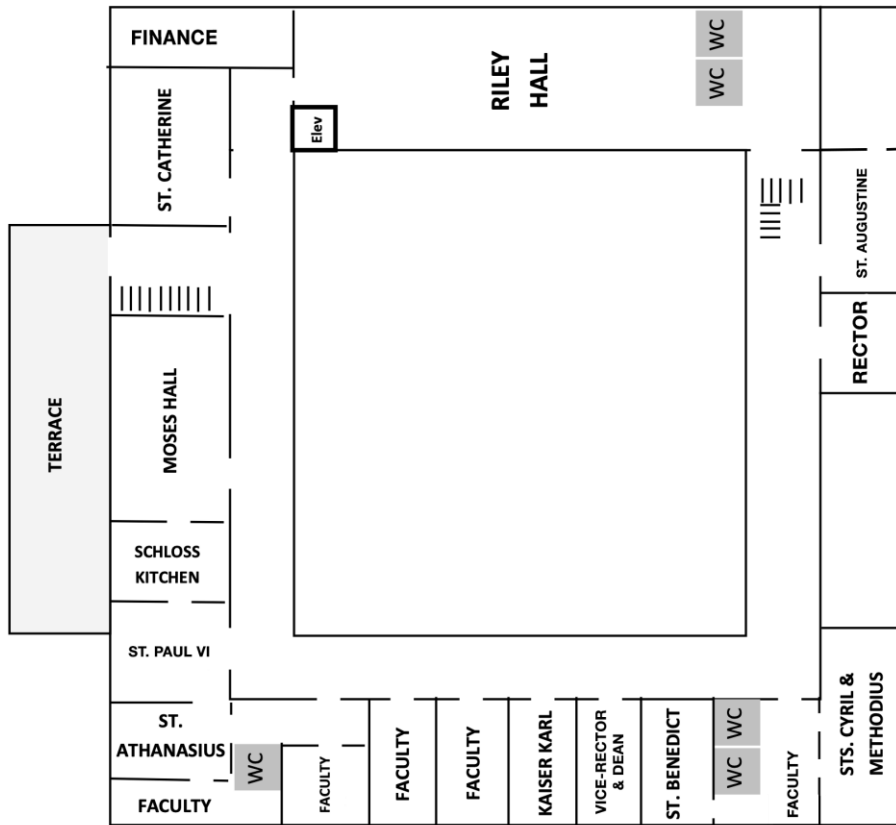 FINANCE
RILEY
HALL
WC
WC
Elev
ST. CATHERINE
ST. AUGUSTINE
RECTOR
TERRACE
MOSES HALL
SCHLOSS
KITCHEN
ST. PAUL VI
ST.
ATHANASIUS
WC
FACULTY
FACULTY
FACULTY
FACULTY
KAISER KARL
VICE-RECTOR
& DEAN
ST. BENEDICT
WC
WC
FACULTY
STS. CYRIL &
METHODIUS